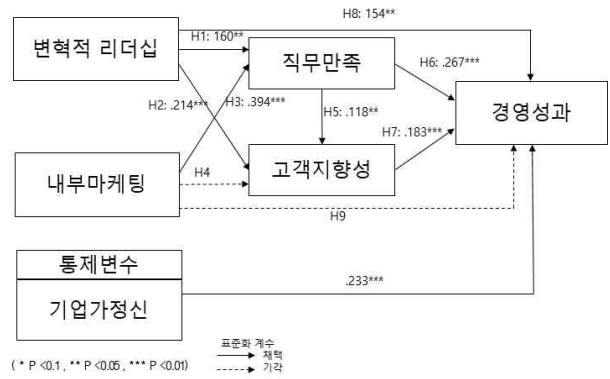 H8: 154**
변혁적 리더십
H1: 160**
직무만족
H6: .267***
H2: .214***
H3: .394***
H5: .118**
경영성과
H7: .183***
내부마케팅
H4
고객지향성
H9
통제변수
기업가정신
.233***
표준화 계수
채택
기각
( * P <0.1 , ** P <0.05 , *** P <0.01)